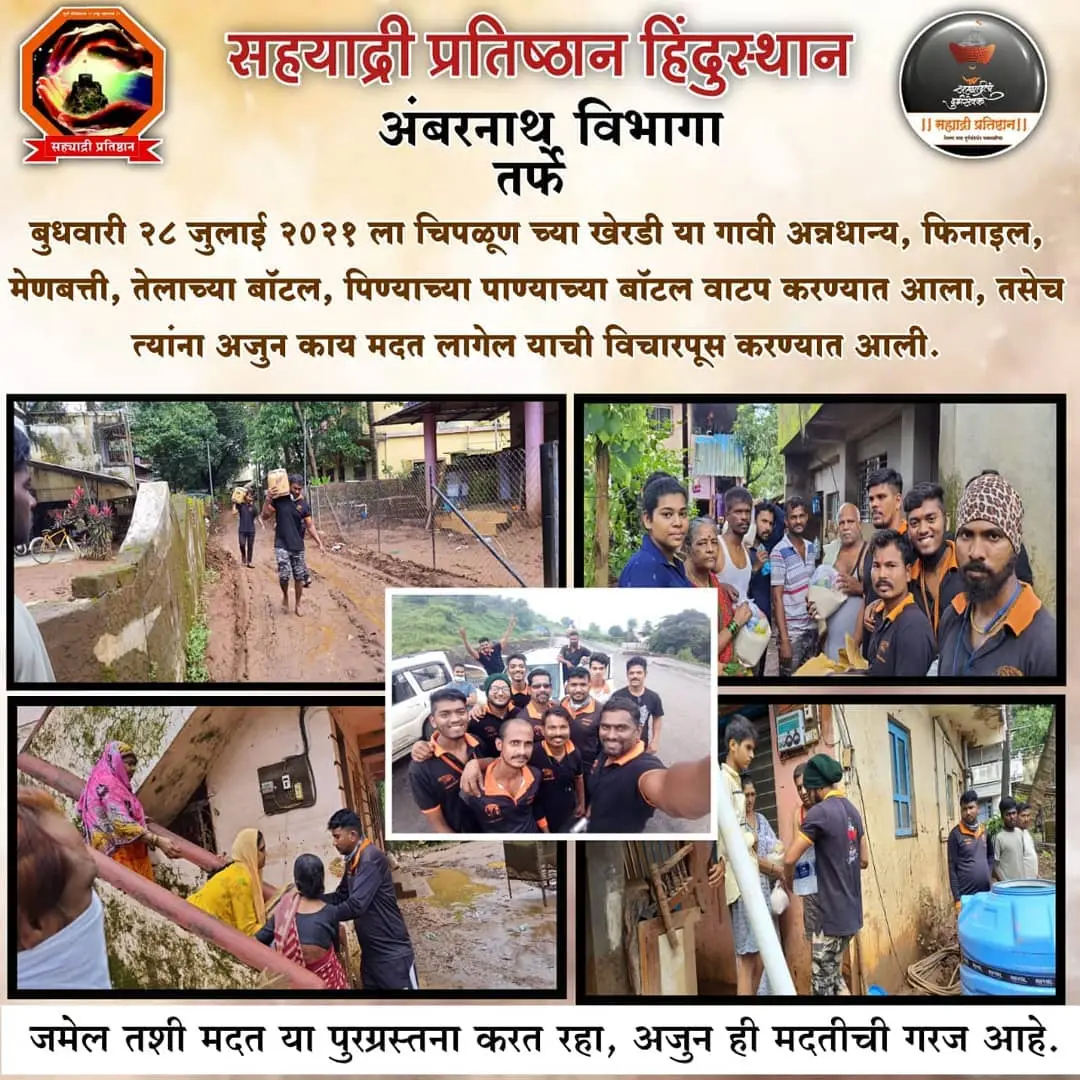 सहयाद्री प्रतिष्ठान हिंदुस्थान
अंबरनाथ् विभागा
तर्फे
सह्याद्री प्रतिष्ठान
|| सह्याद्री प्रतिष्ठान ||
बुधवारी २८ जुलाई २०२१ ला चिपळूण च्या खेरडी या गावी अन्नधान्य, फिनाइल,
मेणबत्ती, तेलाच्या बॉटल, पिण्याच्या पाण्याच्या बॉटल वाटप करण्यात आला, तसेच
त्यांना अजुन काय मदत लागेल याची विचारपूस करण्यात आली.
जमेल तशी मदत या पुरग्रस्तना करत रहा, अजुन ही मदतीची गरज आहे.